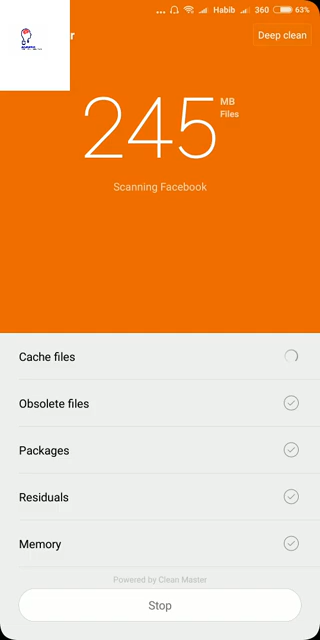 ... Habib 360 63%
r
Deep clean
245 MB
Files
Scanning Facebook
Cache files
Obsolete files
Packages
Residuals
Memory
Powered by Clean Master
Stop